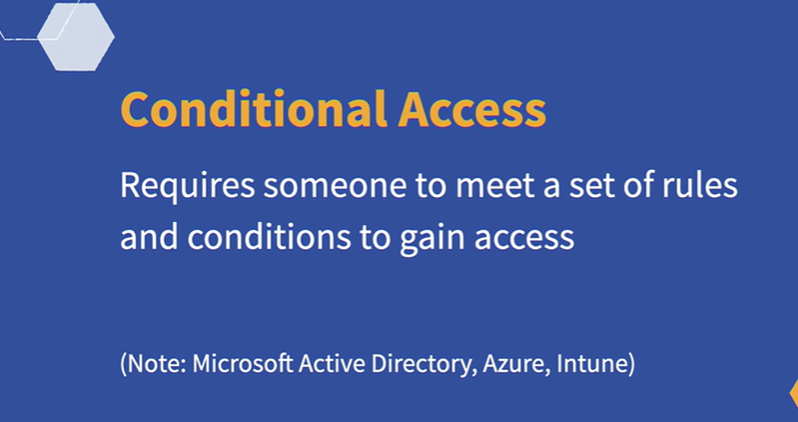 Conditional Access
Requires someone to meet a set of rules
and conditions to gain access
(Note: Microsoft Active Directory, Azure, Intune)